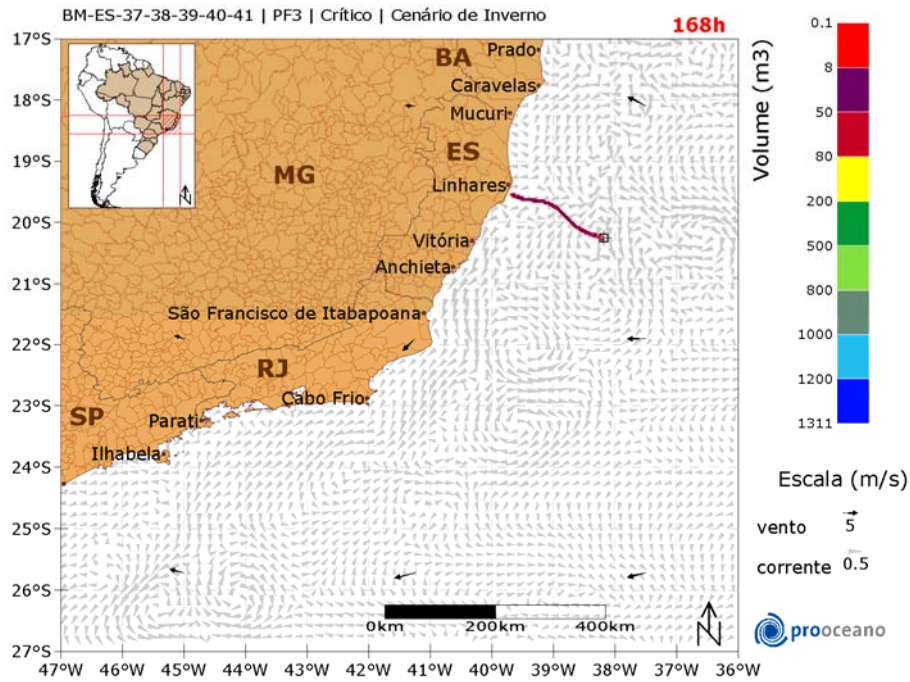 BM-ES-37-38-39-40-41 | PF3 | Crítico | Cenário de Inverno
168h
17°S
18°S
19°S
20°S
21°S
22°S
23°S
24°S
25°S
26°S
27°S
47°W
46°W
45°W
44°W
43°W
42°W
41°W
40°W
39°W
38°W
37°W
36°W
BA
Prado
Caravelas
Mucuri
ES
MG
Linhares
Vitória
Anchieta
São Francisco de Itabapoana
RJ
Cabo Frio
SP
Parati
Ilhabela
N
0km
200km
400km
N
Volume (m3)
0.1
8
50
80
200
500
800
1000
1200
1311
Escala (m/s)
vento
5
corrente
0.5
prooceano